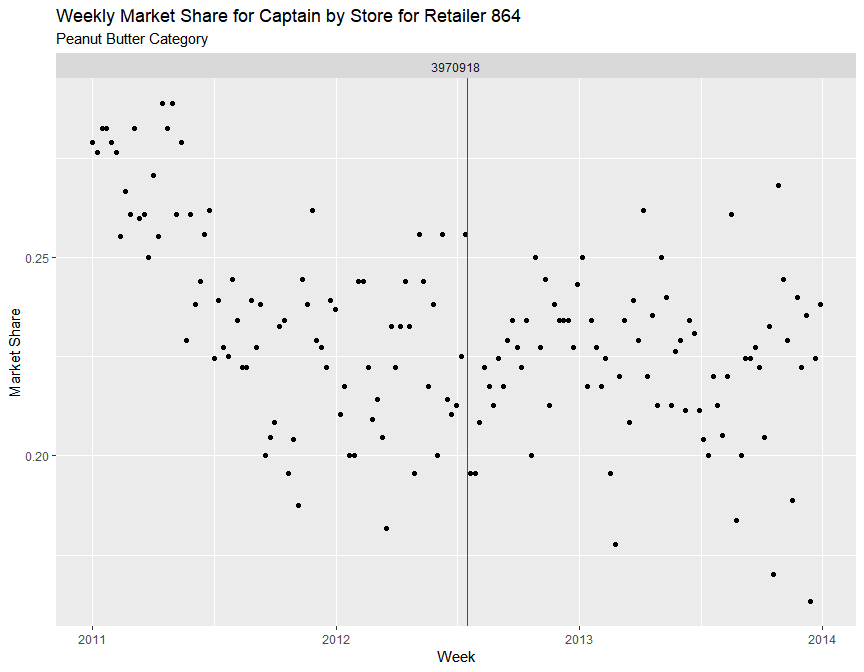 Weekly Market Share for Captain by Store for Retailer 864
Peanut Butter Category
3970918
0.25
0.20
Market Share
2011 2012 2013 2014
Week